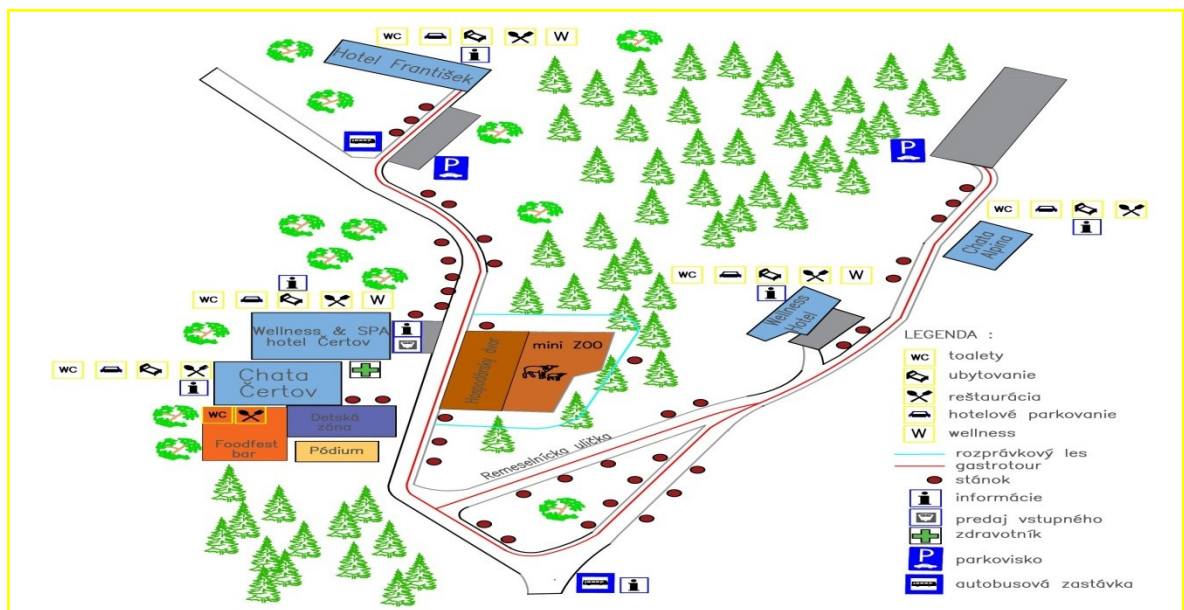 WC
W
Hotel František
P
P
WC
Chata
Alpina
WC
W
Wellness
Hotel
WC
W
Wellness & SPA
hotel Čertov
WC
Chata
Čertov
WC
Foodfest
bar
Detská
zóna
Pódium
Hospodársky dvor
mini ZOO
Remeselnícka ulička
LEGENDA :
WC toalety
ubytovanie
reštaurácia
hotelové parkovanie
W wellness
rozprávkový les
gastrotour
stánok
informácie
predaj vstupného
zdravotník
P parkovisko
autobusová zastávka